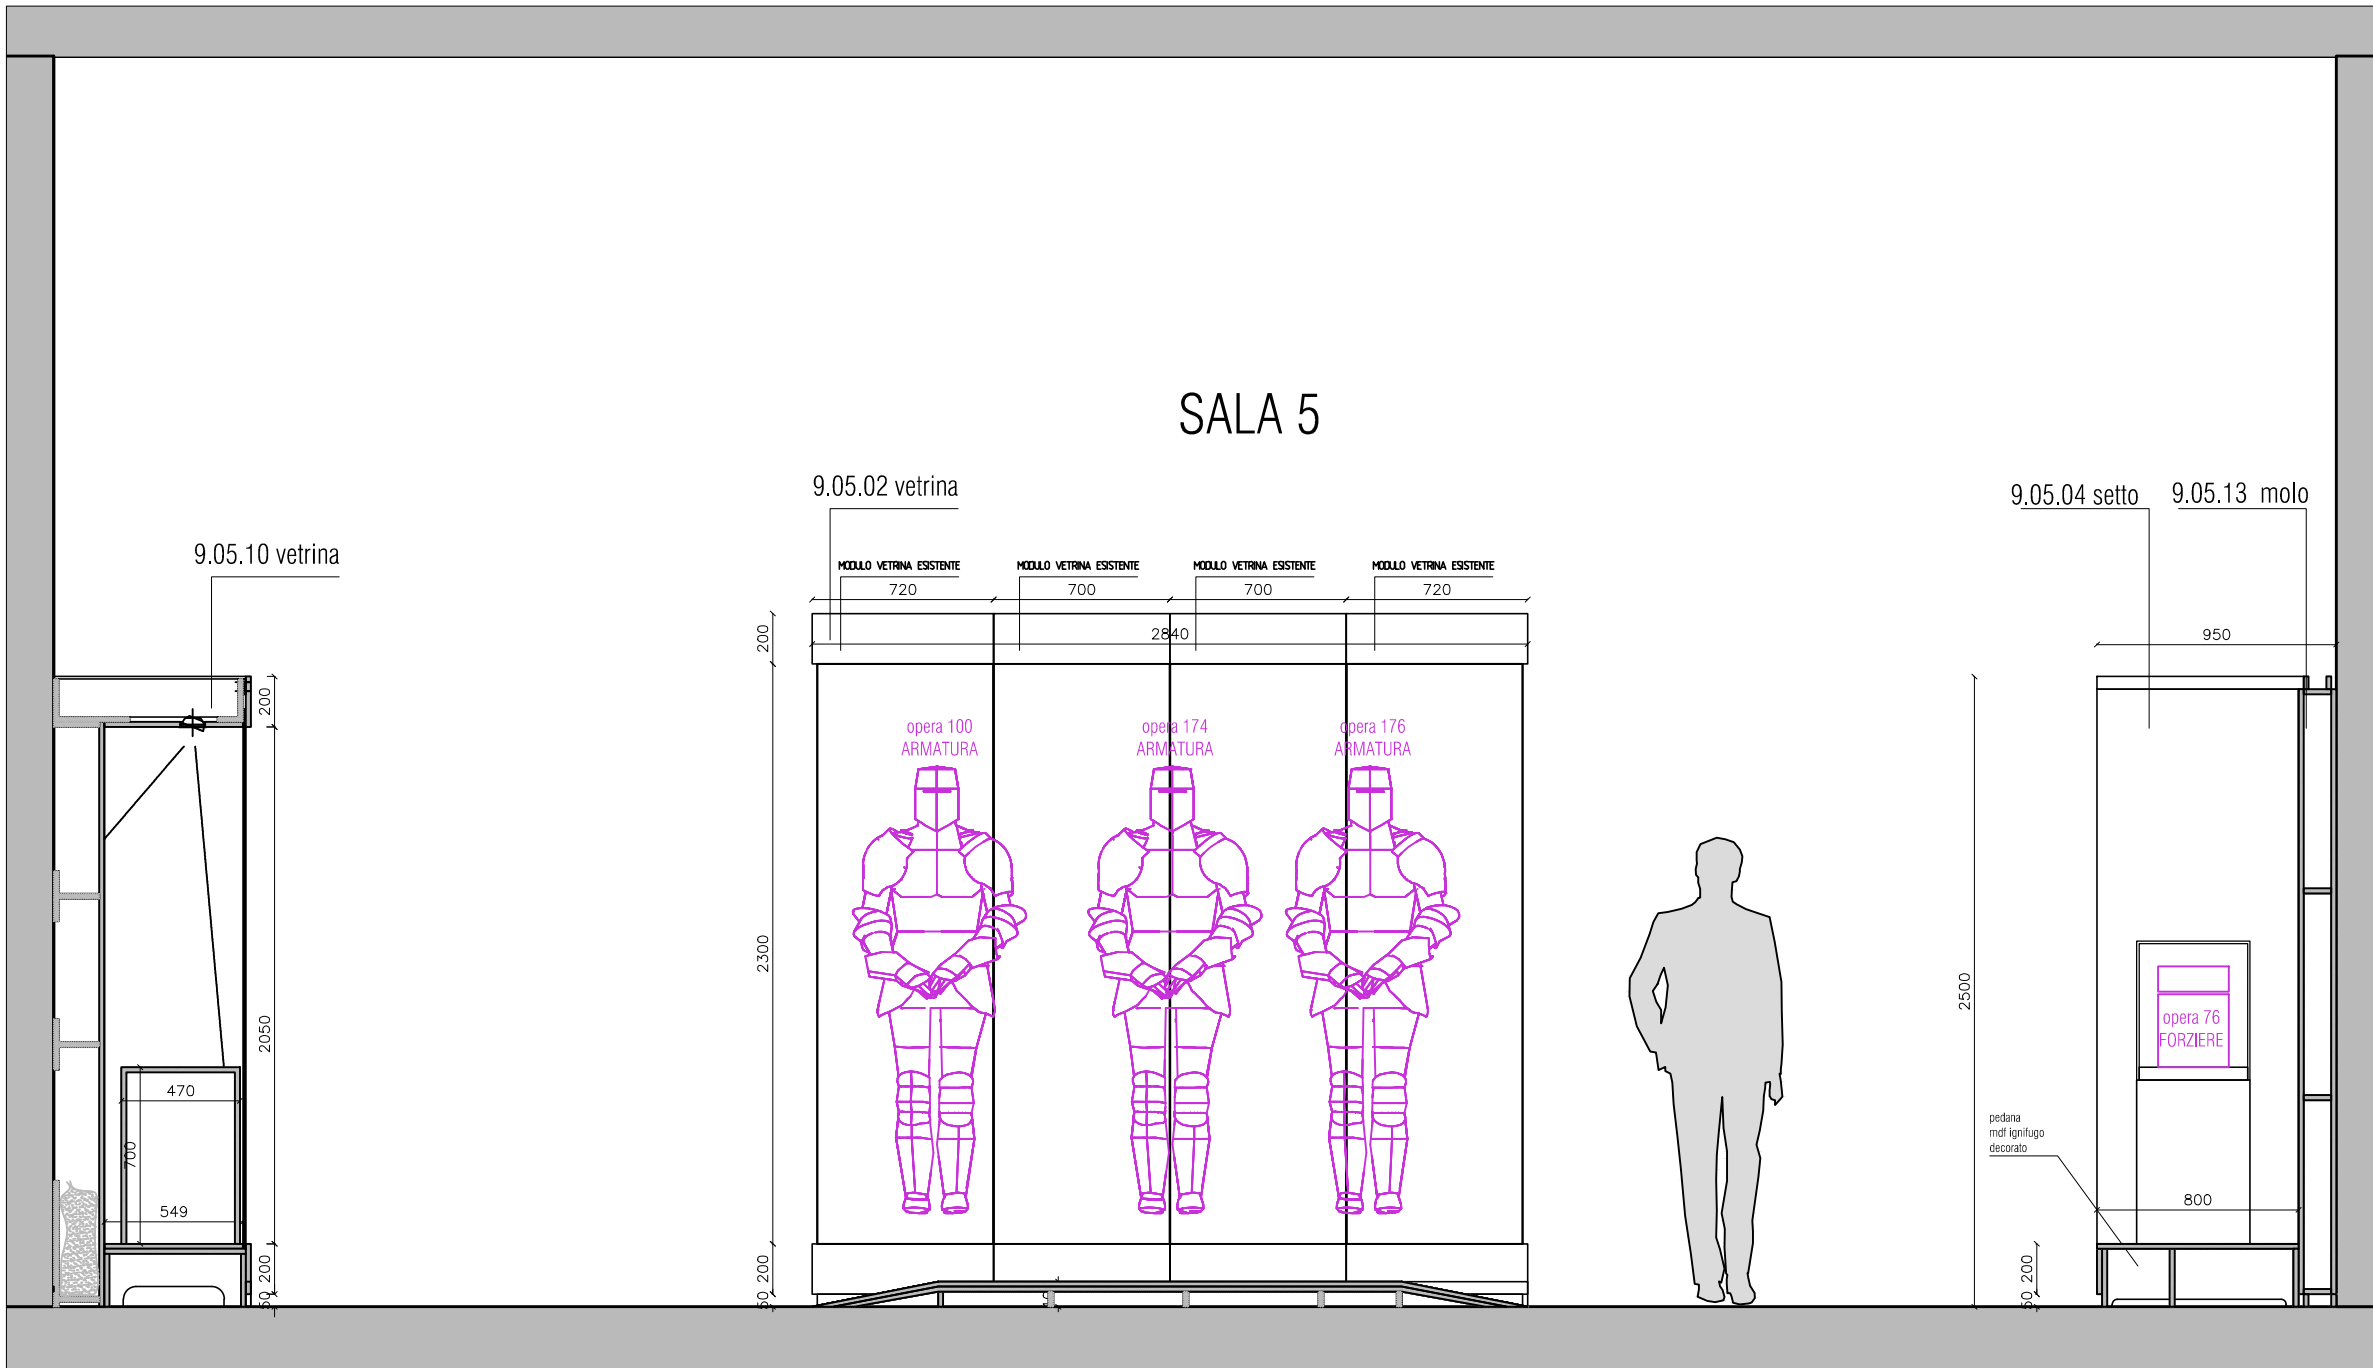 SALA 5
9.05.02 vetrina
9.05.04 setto
9.05.13 molo
9.05.10 vetrina
MODULO VETRINA ESISTENTE
MODULO VETRINA ESISTENTE
MODULO VETRINA ESISTENTE
MODULO VETRINA ESISTENTE
720
700
700
720
2840
200
2300
200
50
950
200
2050
200
50
470
700
549
opera 100
ARMATURA
opera 174
ARMATURA
opera 176
ARMATURA
2500
opera 76
FORZIERE
pedana
mdf ignifugo
decorato
800
200
50